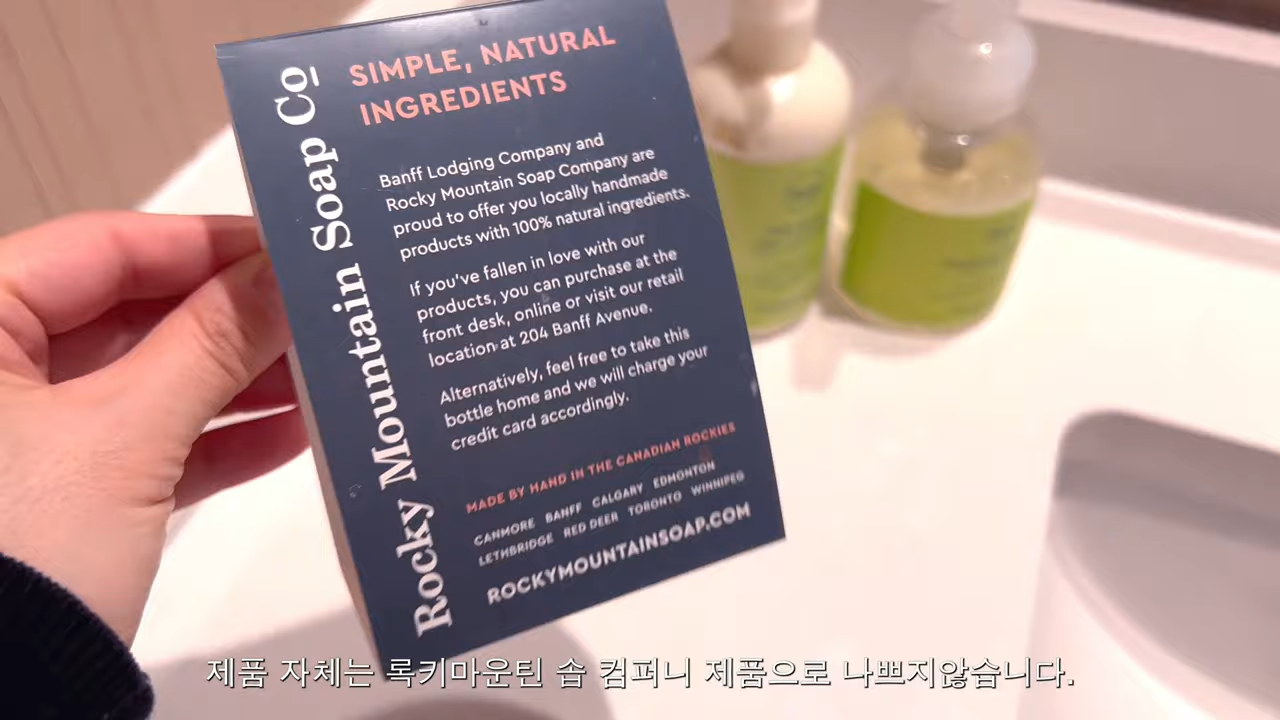 Rocky Mountain Soap Co
SIMPLE, NATURAL
INGREDIENTS
Banff Lodging Company and
Rocky Mountain Soap Company are
proud to offer you locally handmade
products with 100% natural ingredients.
If you've fallen in love with our
products, you can purchase at the
front desk, online or visit our retail
location at 204 Banff Avenue.
Alternatively, feel free to take this
bottle home and we will charge your
credit card accordingly.
MADE BY HAND IN THE CANADIAN ROCKIES
CANMORE BANFF CALGARY EDMONTON
LETHBRIDGE RED DEER TORONTO WINNIPEG
ROCKYMOUNTAINSOAP.COM
제품 자체는 록키마운틴 솝 컴퍼니 제품으로 나쁘지않습니다.